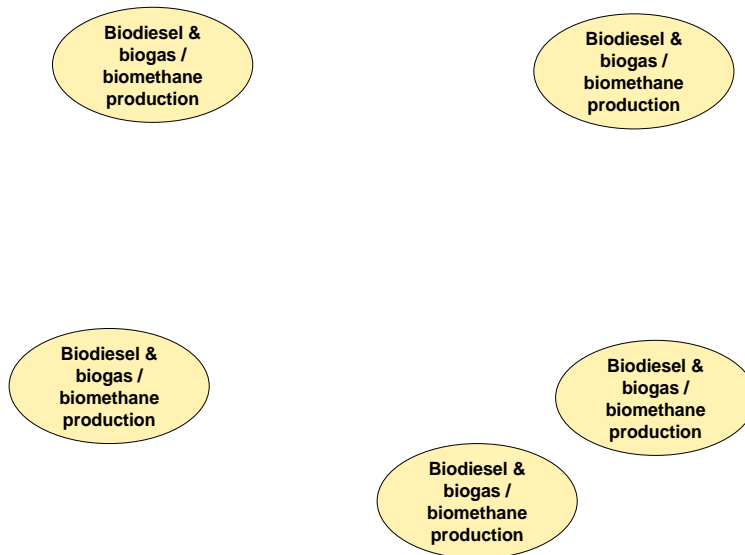 Biodiesel &
biogas /
biomethane
production
Biodiesel &
biogas /
biomethane
production
Biodiesel &
biogas /
biomethane
production
Biodiesel &
biogas /
biomethane
production
Biodiesel &
biogas /
biomethane
production